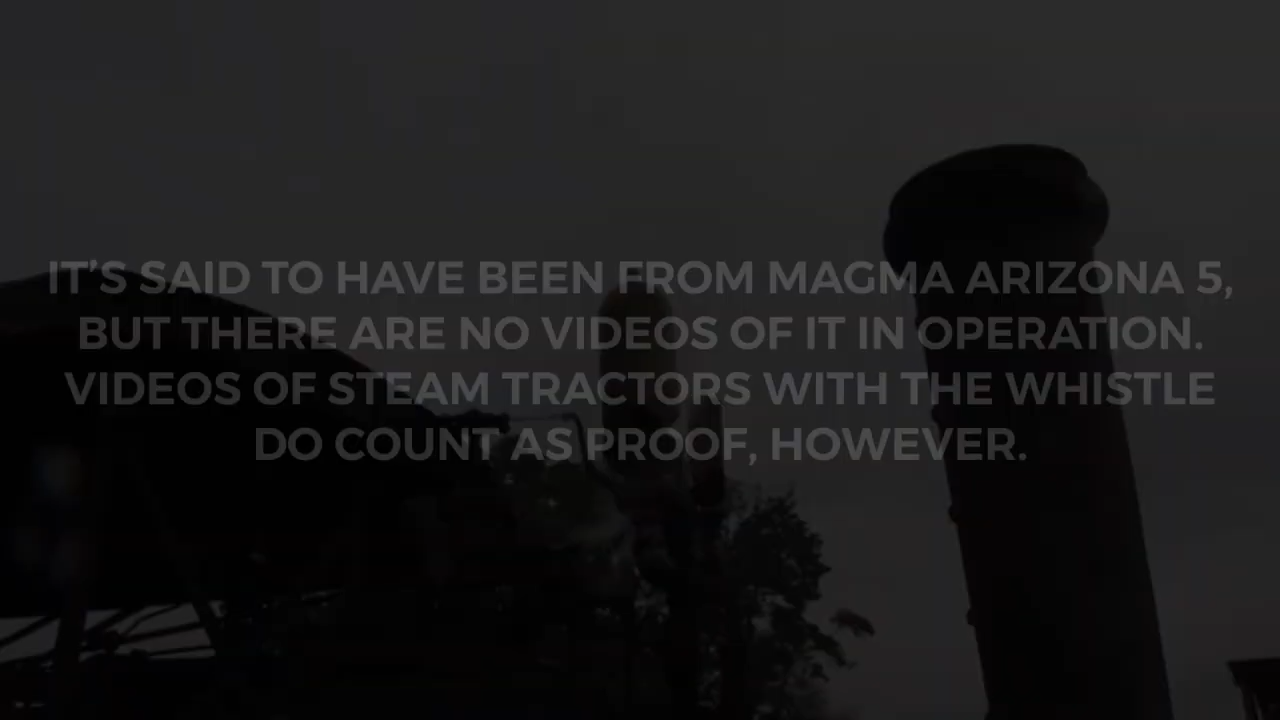 IT’S SAID TO HAVE BEEN FROM MAGMA ARIZONA 5,
BUT THERE ARE NO VIDEOS OF IT IN OPERATION.
VIDEOS OF STEAM TRACTORS WITH THE WHISTLE
DO COUNT AS PROOF, HOWEVER.